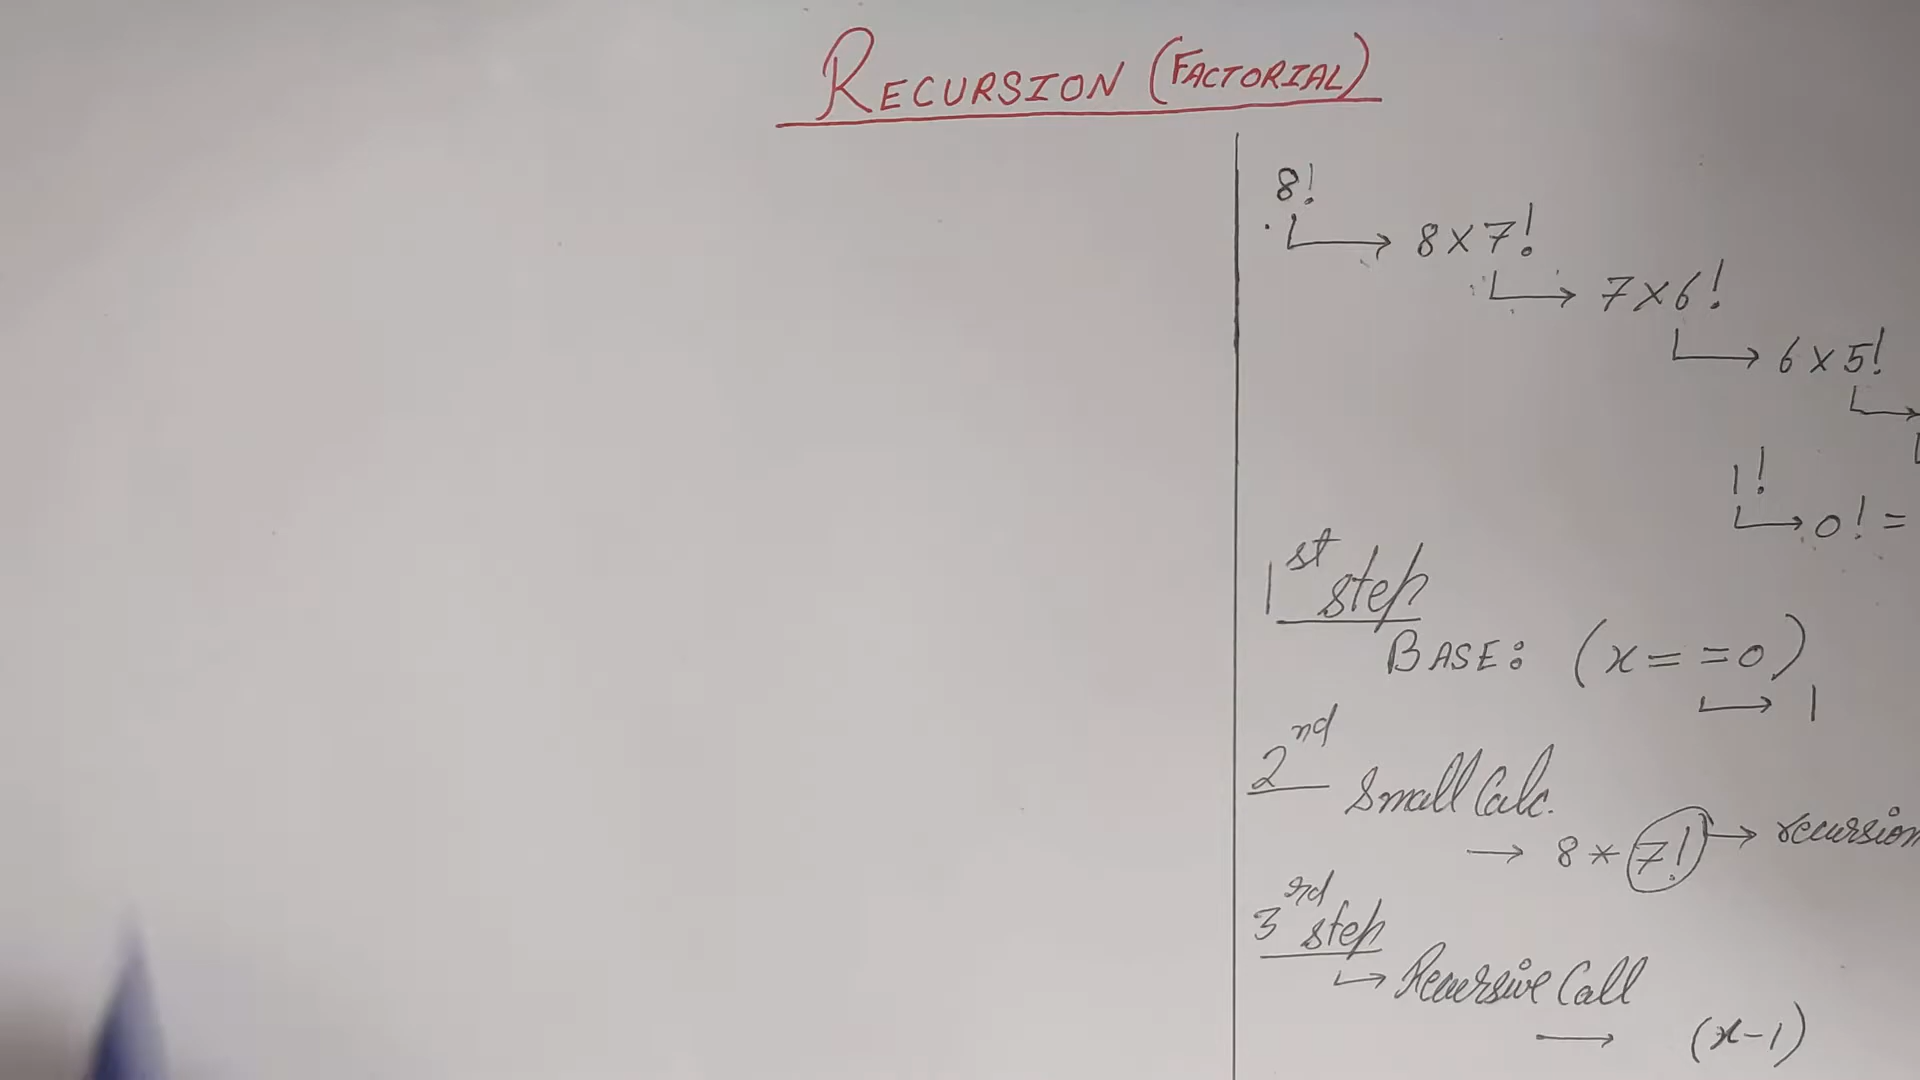 RECURSION (FACTORIAL)
8!
8 X 7!
7 X 6!
6 X 5!
1!
0! =
1st step
BASE: (x = = 0)
1
2nd Small Calc.
8 * 7! recursion
3rd step
Recursive Call
(x - 1)